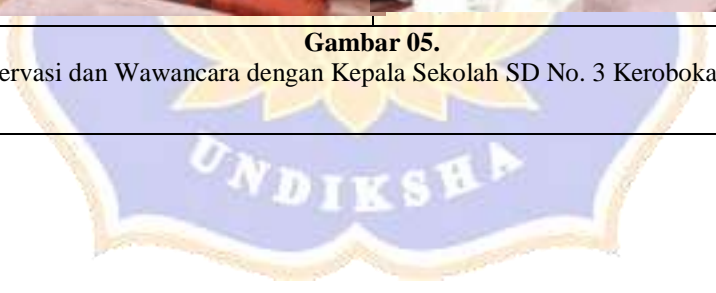 Gambar 05.
ervasi dan Wawancara dengan Kepala Sekolah SD No. 3 Keroboka
UNDIKSHA